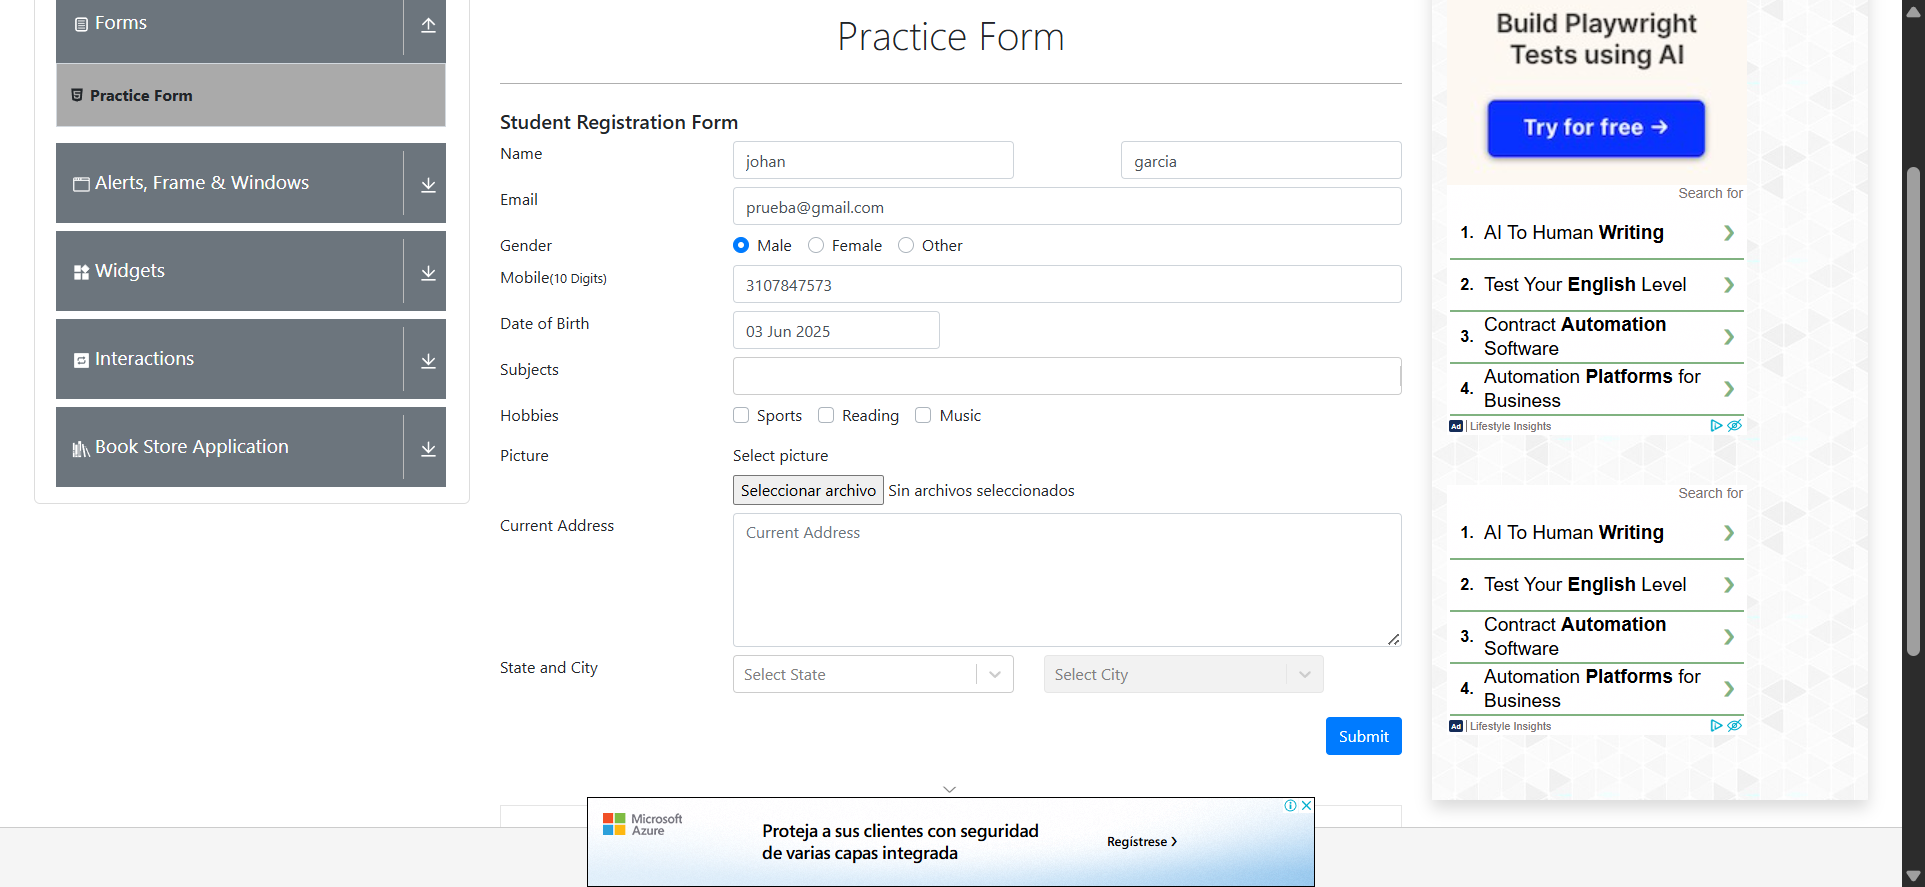 Forms
Practice Form
Alerts, Frame & Windows
Widgets
Interactions
Book Store Application
Practice Form
Student Registration Form
Name
johan
garcia
Email
prueba@gmail.com
Gender
Male
Female
Other
Mobile(10 Digits)
3107847573
Date of Birth
03 Jun 2025
Subjects
Hobbies
Sports
Reading
Music
Picture
Select picture
Seleccionar archivo Sin archivos seleccionados
Current Address
Current Address
State and City
Select State
Select City
Submit
Microsoft
Azure
Proteja a sus clientes con seguridad
de varias capas integrada
Regístrese
Build Playwright
Tests using AI
Try for free →
Search for
1. AI To Human Writing
2. Test Your English Level
3. Contract Automation
Software
4. Automation Platforms for
Business
Ad | Lifestyle Insights
Search for
1. AI To Human Writing
2. Test Your English Level
3. Contract Automation
Software
4. Automation Platforms for
Business
Ad | Lifestyle Insights